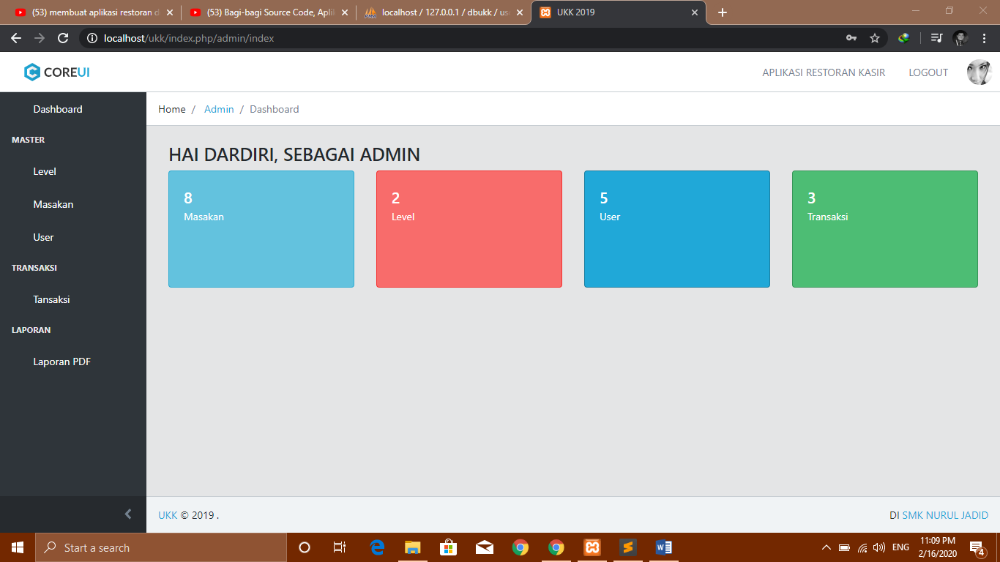 (53) membuat aplikasi restoran d
(53) Bagi-bagi Source Code, Apli
localhost / 127.0.0.1 / dbukk / us
UKK 2019
localhost/ukk/index.php/admin/index
COREUI
APLIKASI RESTORAN KASIR
LOGOUT
Dashboard
MASTER
Level
Masakan
User
TRANSAKSI
Tansaksi
LAPORAN
Laporan PDF
Home / Admin / Dashboard
HAI DARDIRI, SEBAGAI ADMIN
8
Masakan
2
Level
5
User
3
Transaksi
UKK © 2019 .
DI SMK NURUL JADID
Start a search
ENG
11:09 PM
2/16/2020
4